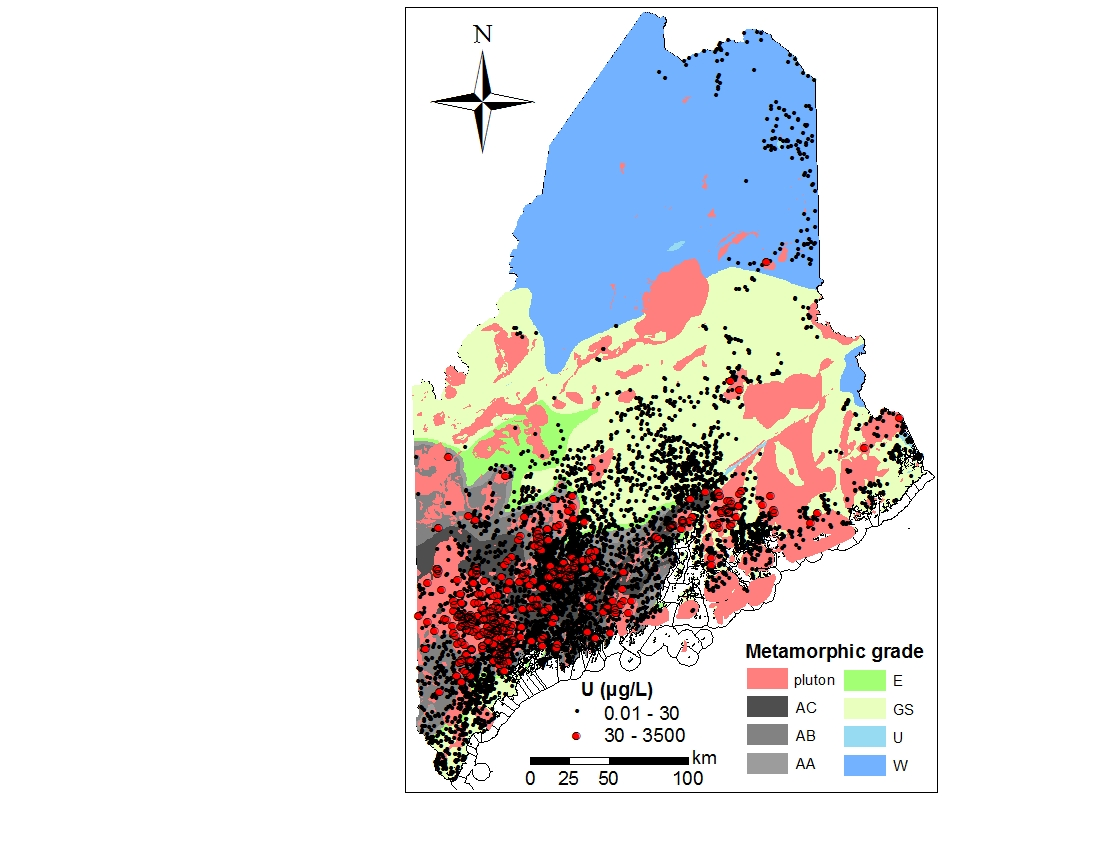 N
Metamorphic grade
pluton
E
AC
GS
AB
U
AA
W
U (µg/L)
0.01 - 30
30 - 3500
km
0 25 50 100